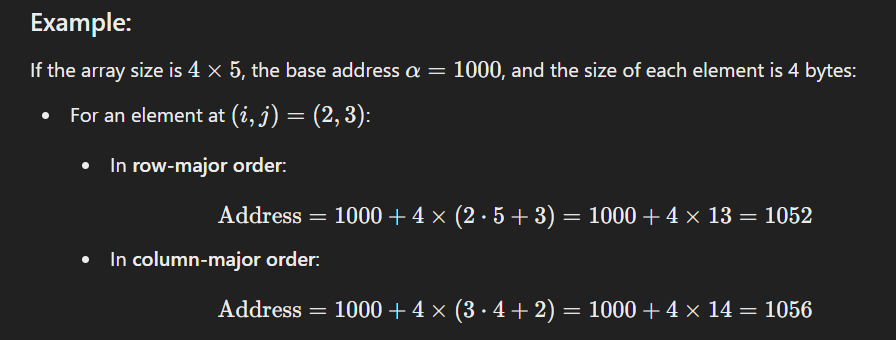 Example:
If the array size is 4 × 5, the base address α = 1000, and the size of each element is 4 bytes:
• For an element at (i, j) = (2, 3):
• In row-major order:
Address = 1000 + 4 × (2 · 5 + 3) = 1000 + 4 × 13 = 1052
• In column-major order:
Address = 1000 + 4 × (3 · 4 + 2) = 1000 + 4 × 14 = 1056